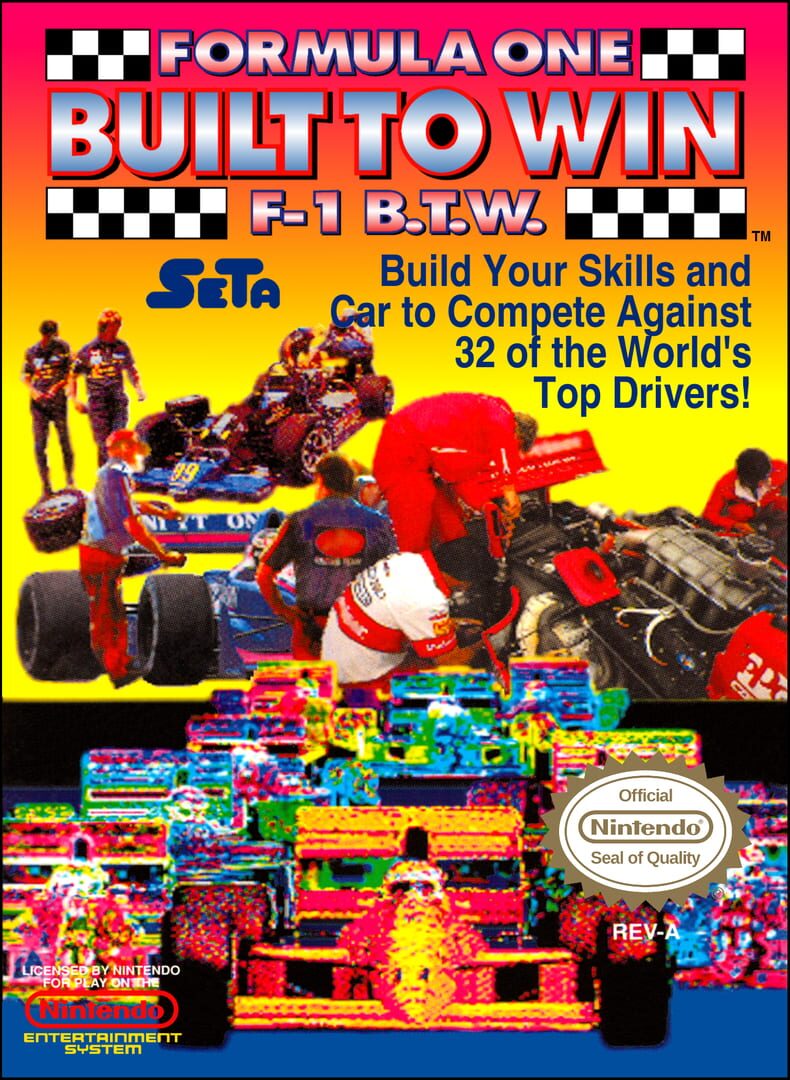 FORMULA ONE
BUILT TO WIN
F-1 B.T.W.
TM
SETA
Build Your Skills and
Car to Compete Against
32 of the World's
Top Drivers!
99
Official
Nintendo®
Seal of Quality
REV-A
LICENSED BY NINTENDO
FOR PLAY ON THE
Nintendo
ENTERTAINMENT
SYSTEM